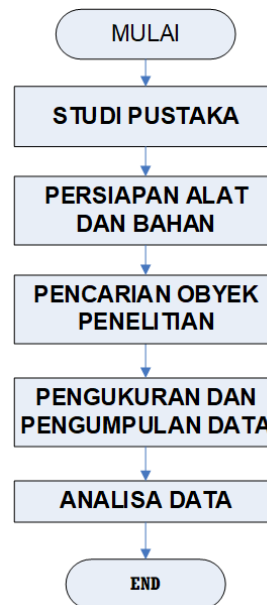 MULAI
STUDI PUSTAKA
PERSIAPAN ALAT
DAN BAHAN
PENCARIAN OBYEK
PENELITIAN
PENGUKURAN DAN
PENGUMPULAN DATA
ANALISA DATA
END